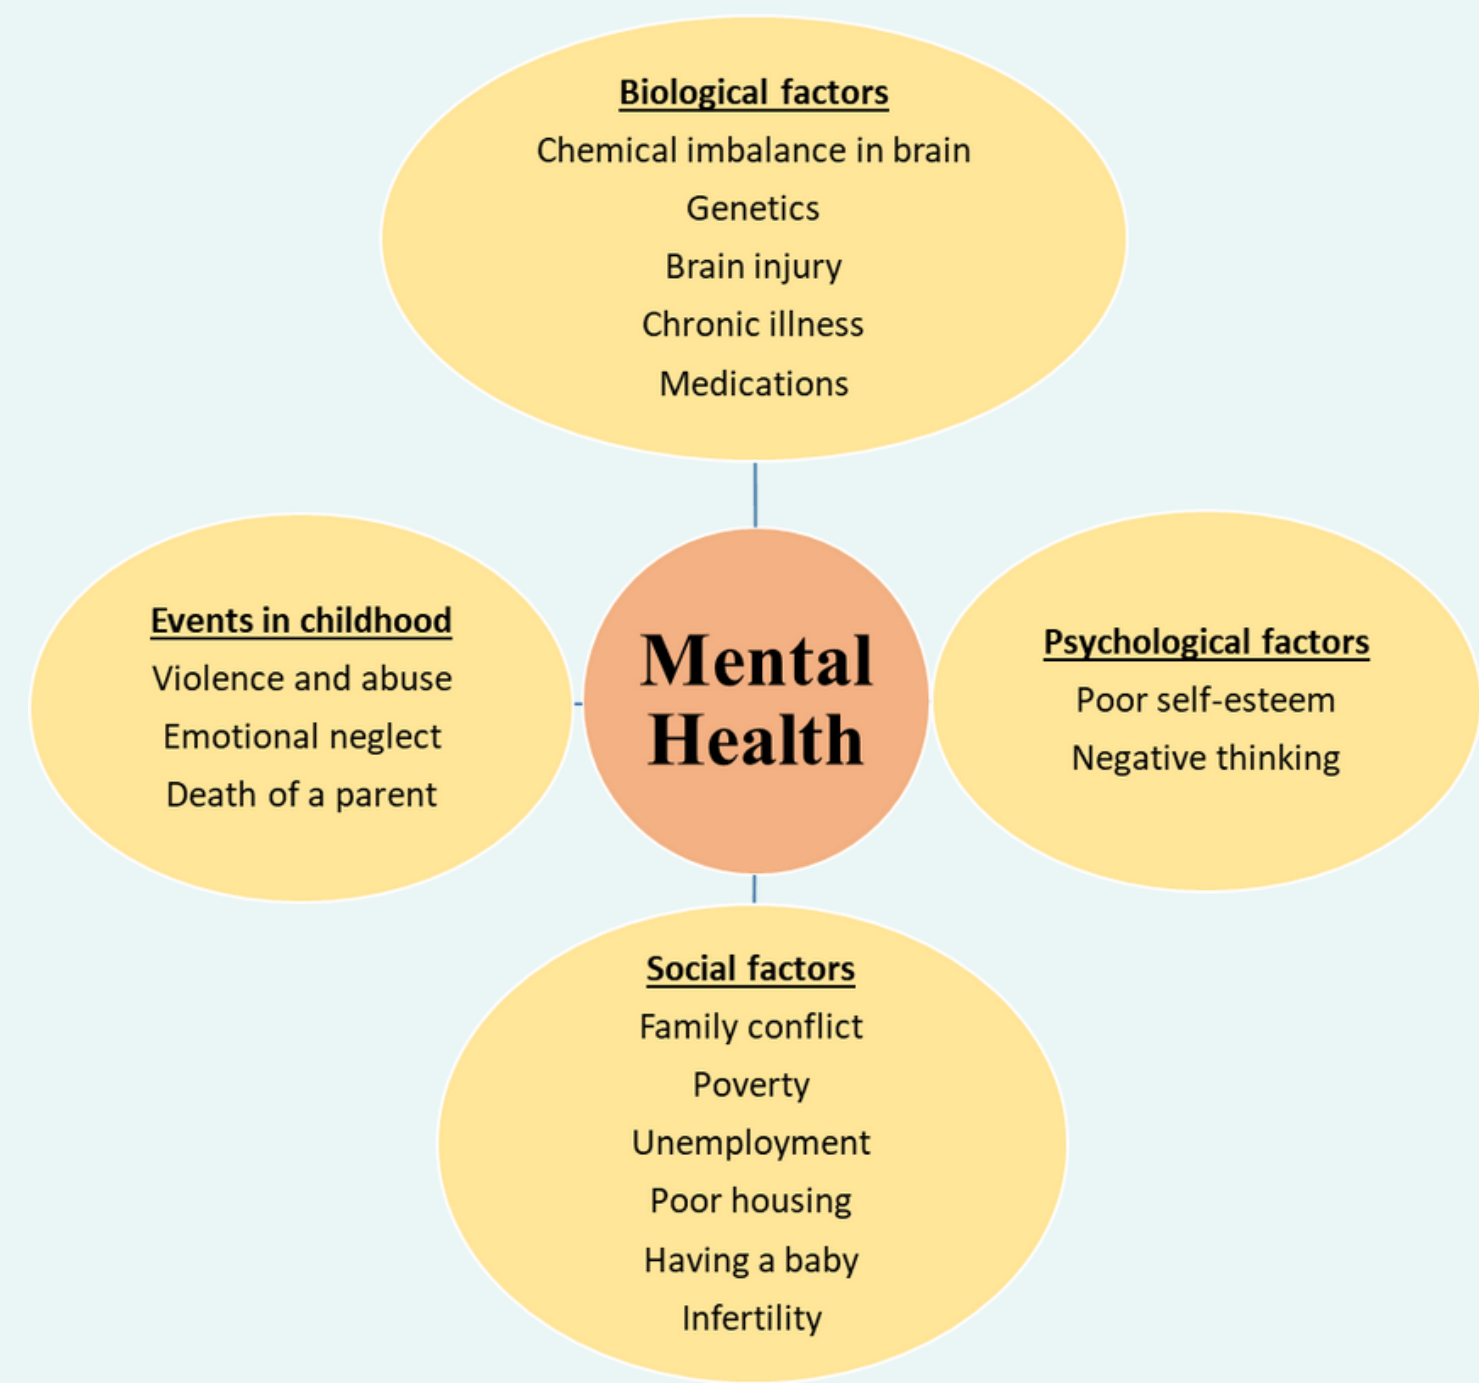 Biological factors
Chemical imbalance in brain
Genetics
Brain injury
Chronic illness
Medications
Events in childhood
Violence and abuse
Emotional neglect
Death of a parent
Mental
Health
Psychological factors
Poor self-esteem
Negative thinking
Social factors
Family conflict
Poverty
Unemployment
Poor housing
Having a baby
Infertility